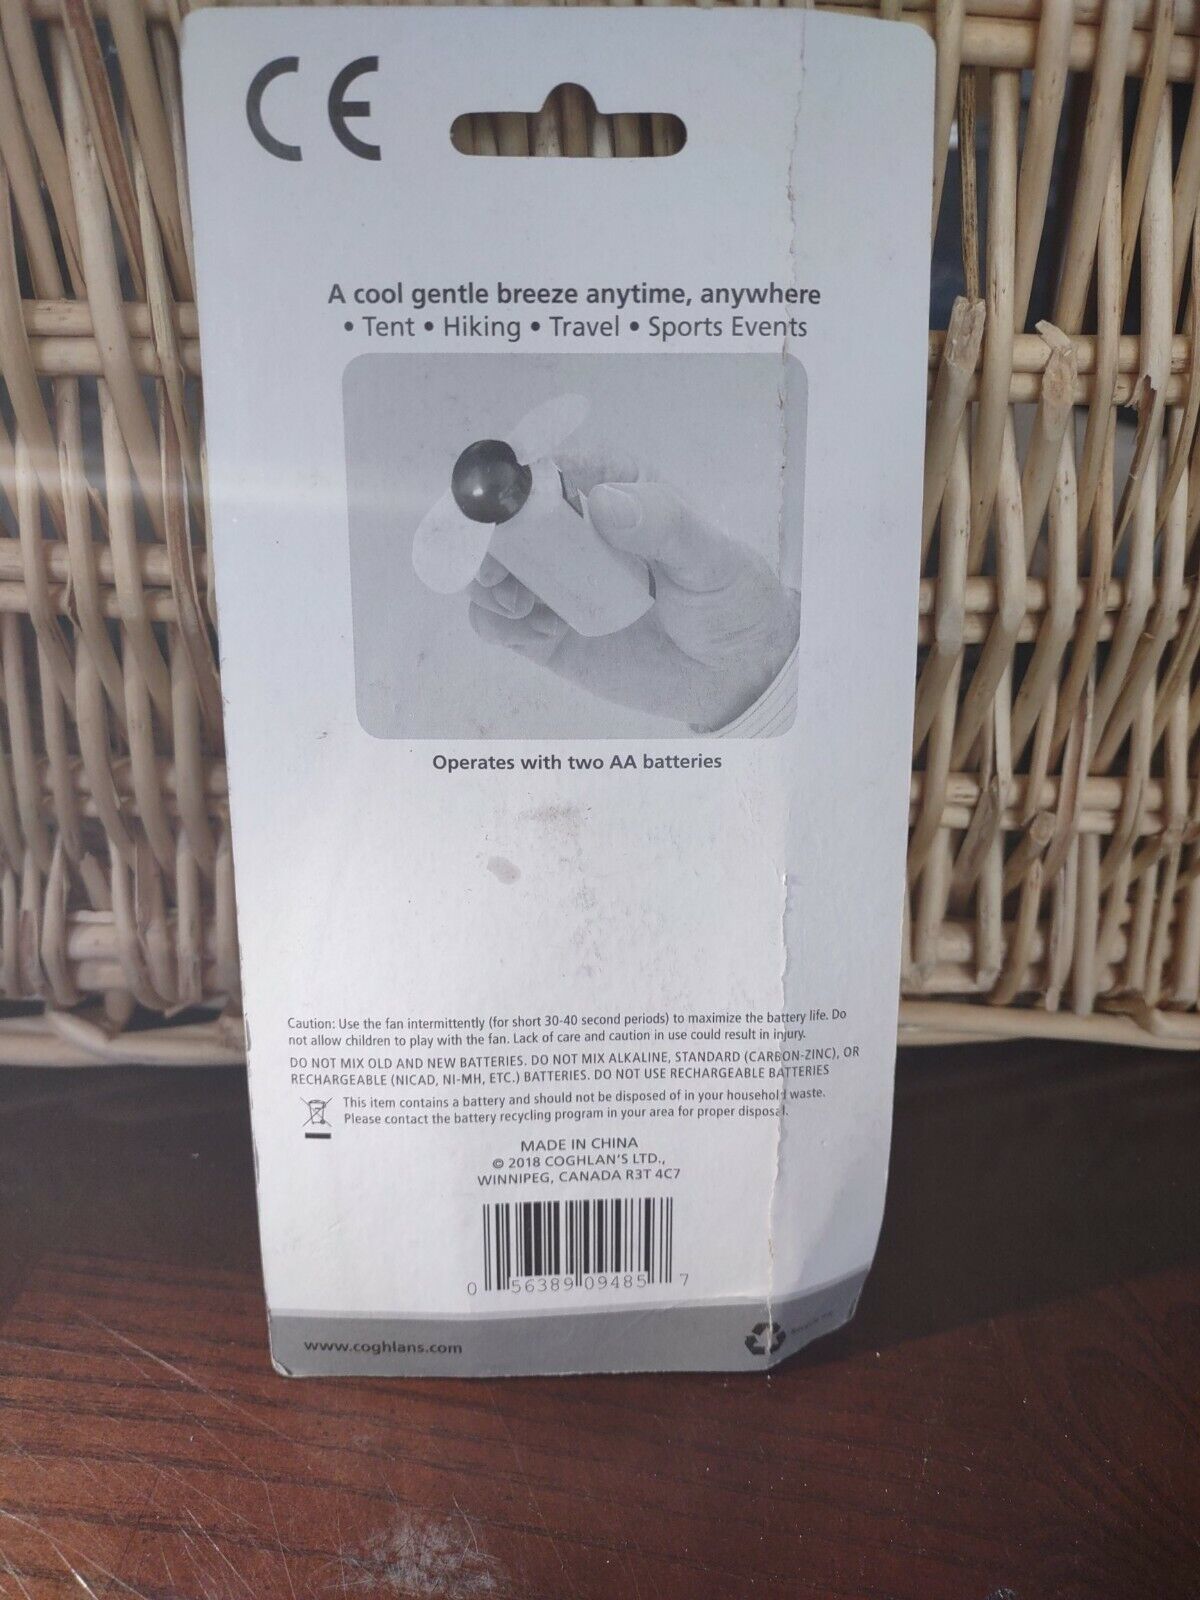 CE
A cool gentle breeze anytime, anywhere
• Tent • Hiking • Travel • Sports Events
Operates with two AA batteries
Caution: Use the fan intermittently (for short 30-40 second periods) to maximize the battery life. Do
not allow children to play with the fan. Lack of care and caution in use could result in injury.
DO NOT MIX OLD AND NEW BATTERIES. DO NOT MIX ALKALINE, STANDARD (CARBON-ZINC), OR
RECHARGEABLE (NICAD, NI-MH, ETC.) BATTERIES. DO NOT USE RECHARGEABLE BATTERIES
This item contains a battery and should not be disposed of in your household waste.
Please contact the battery recycling program in your area for proper disposal.
MADE IN CHINA
© 2018 COGHLAN'S LTD.,
WINNIPEG, CANADA R3T 4C7
0 56389 09485 7
www.coghlans.com